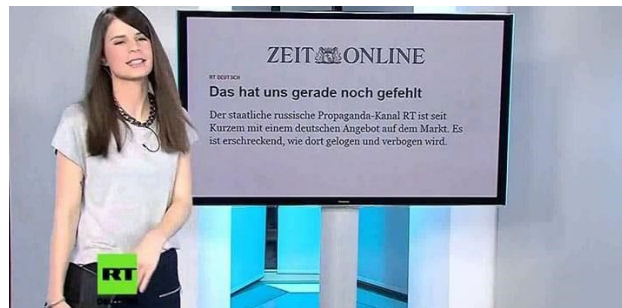 ZEIT ONLINE
RT DEUTSCH
Das hat uns gerade noch gefehlt
Der staatliche russische Propaganda-Kanal RT ist seit
Kurzem mit einem deutschen Angebot auf dem Markt. Es
ist erschreckend, wie dort gelogen und verbogen wird.
RT